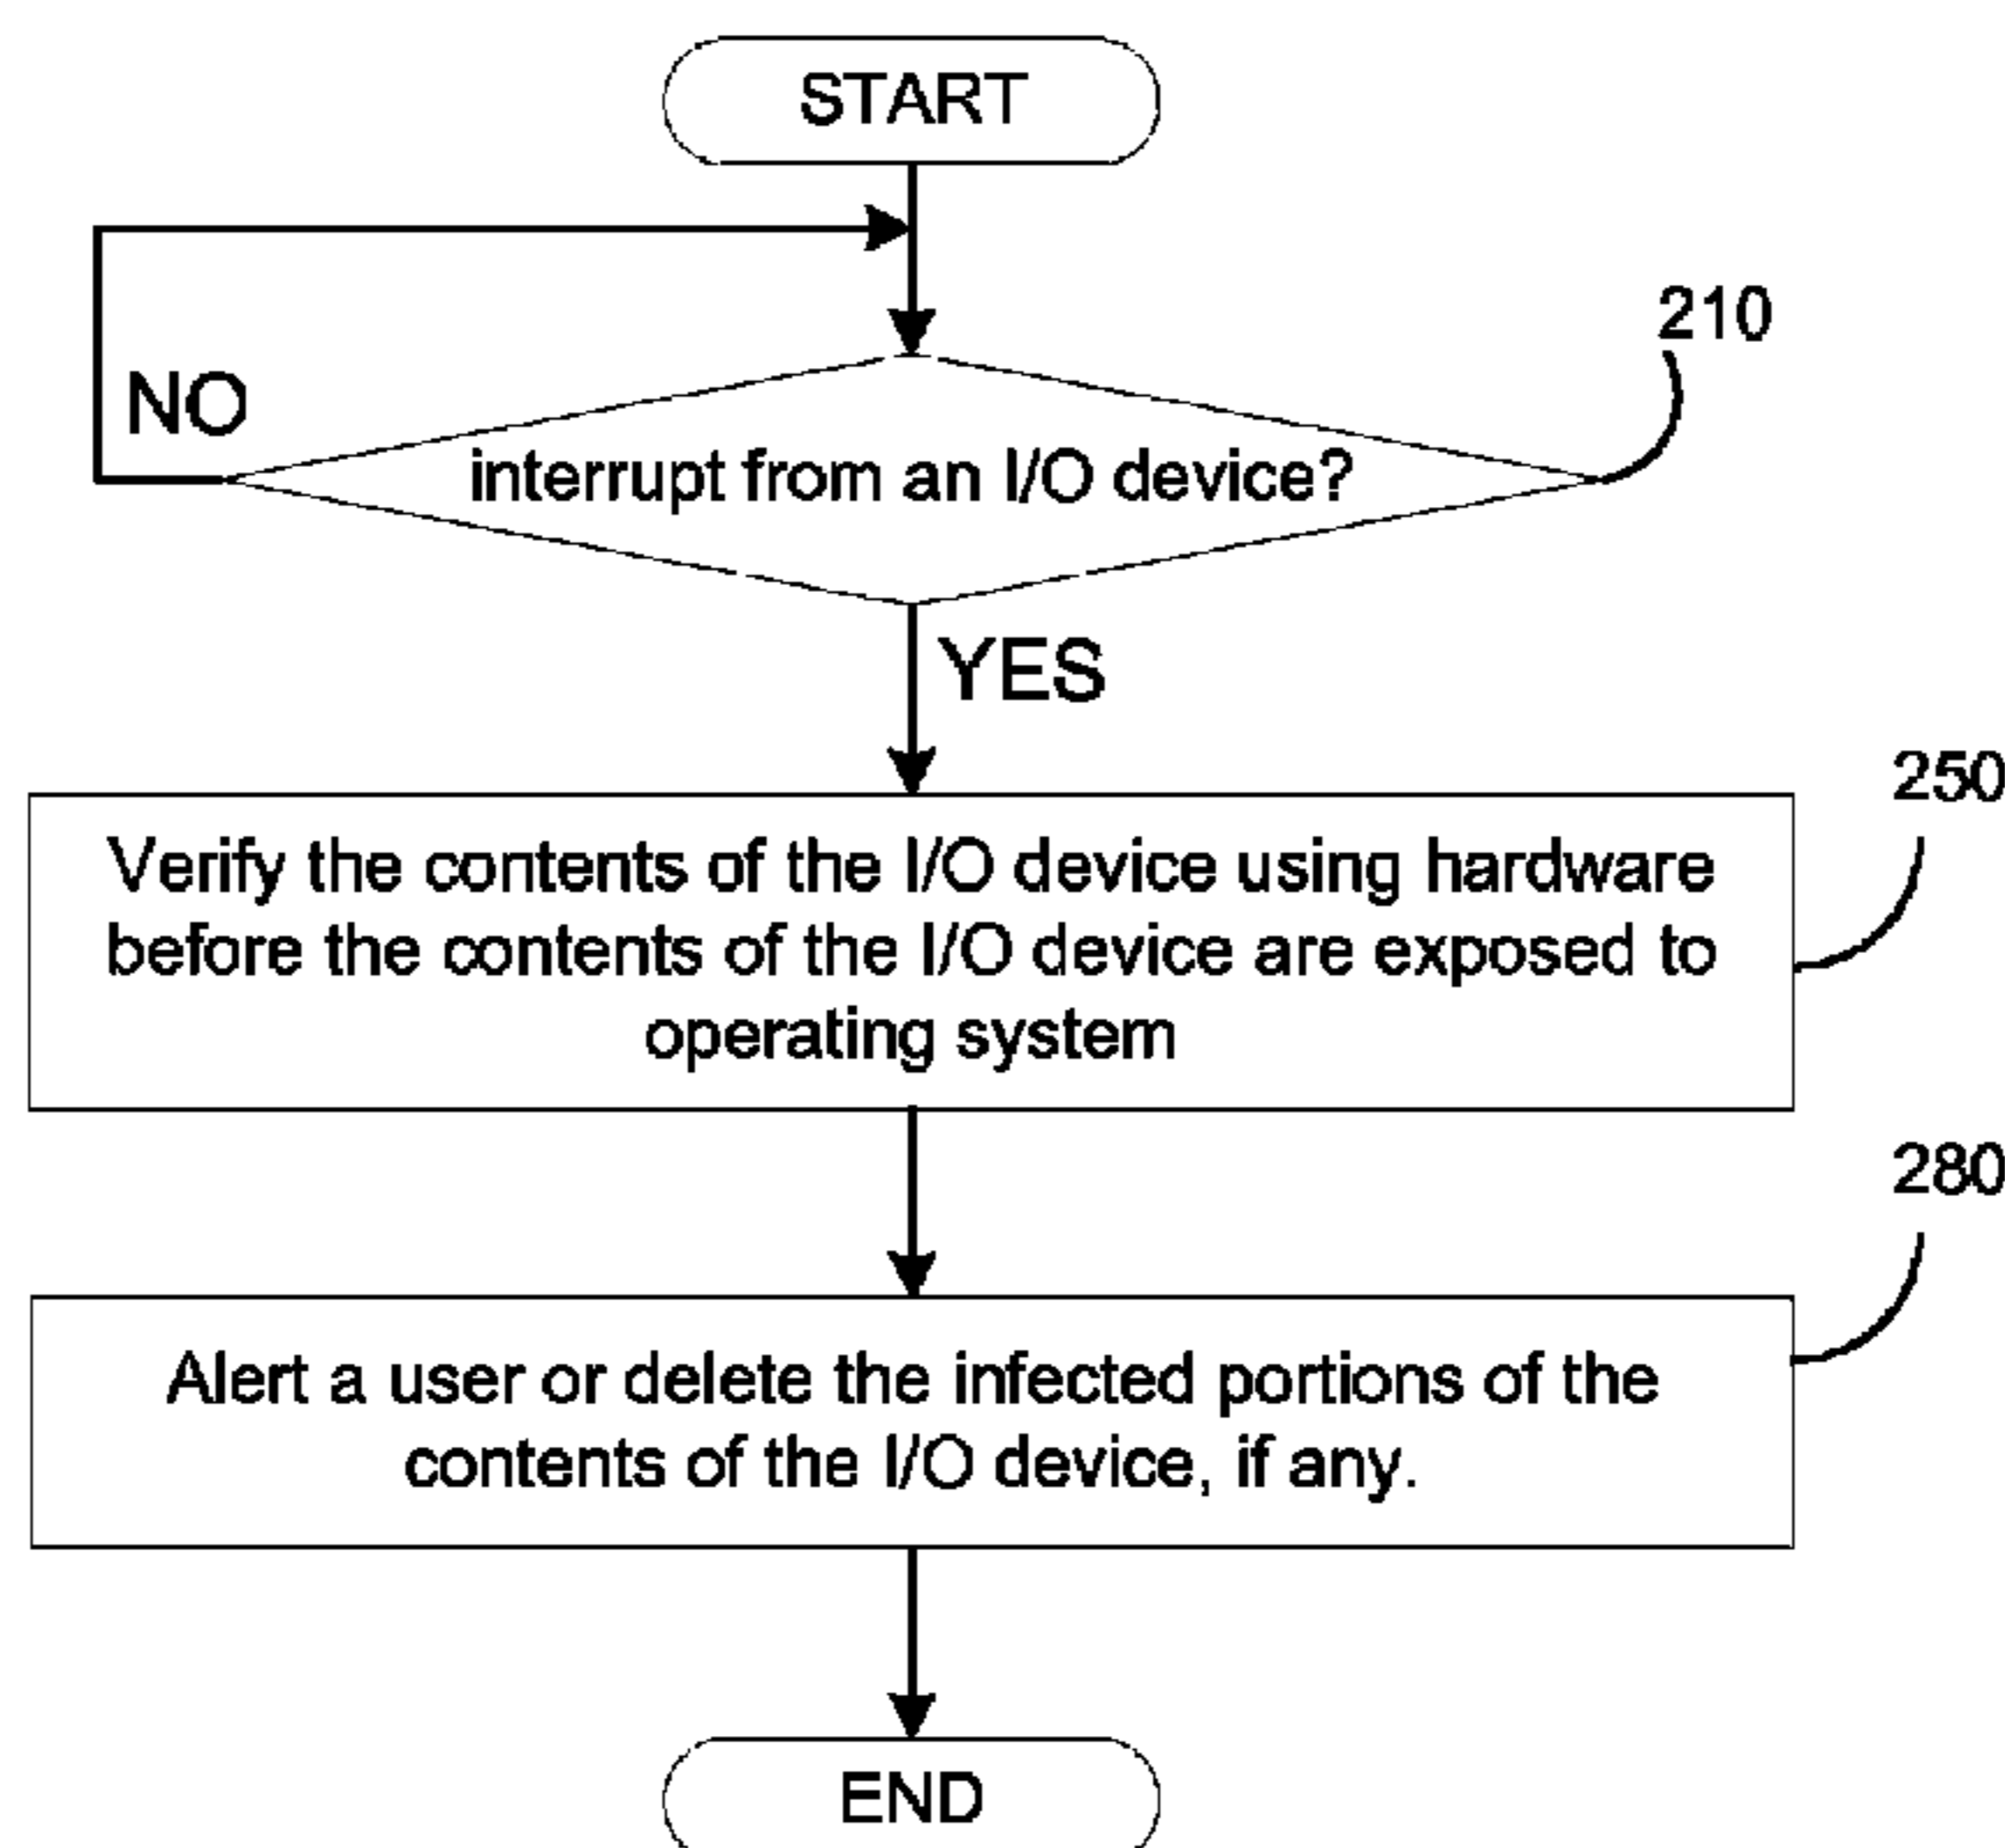 START
210
NO
interrupt from an I/O device?
YES
250
Verify the contents of the I/O device using hardware
before the contents of the I/O device are exposed to
operating system
280
Alert a user or delete the infected portions of the
contents of the I/O device, if any.
END